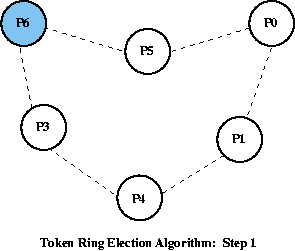 P6
P0
P5
P3
P1
P4
Token Ring Election Algorithm: Step 1